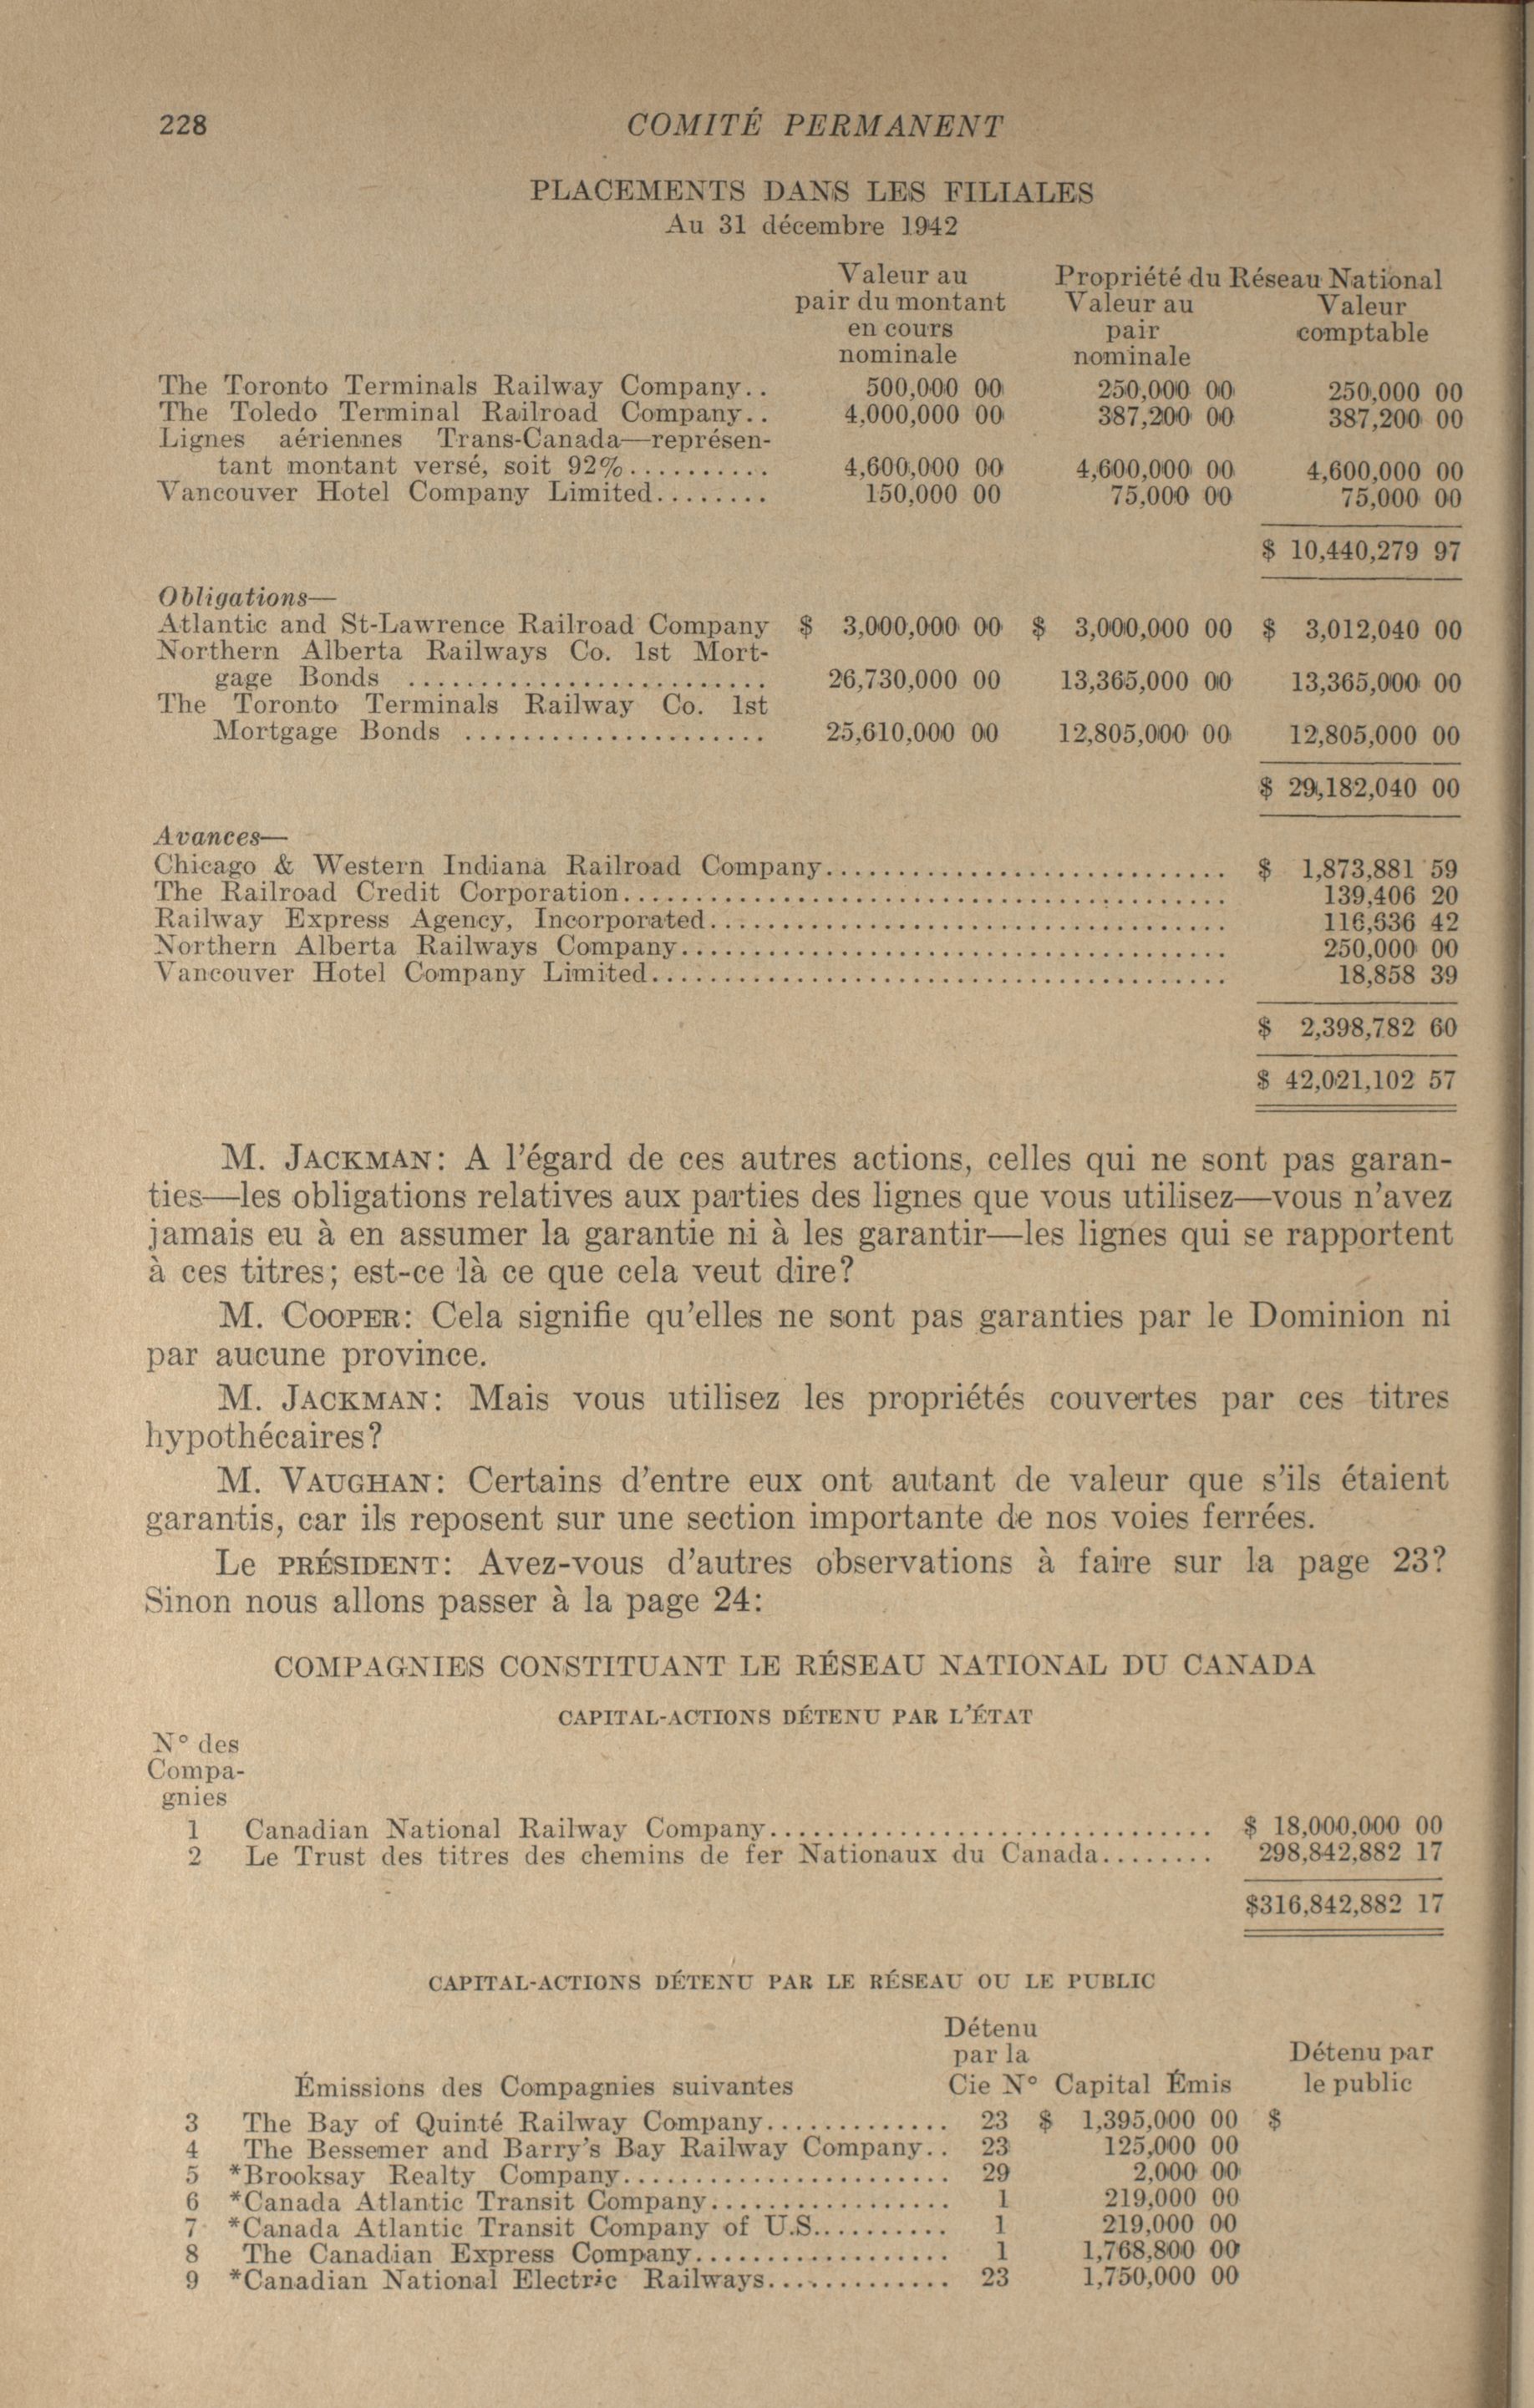 228 COMITÉ PERMANENT
PLACEMENTS DANS LES FILIALES
Au 31 décembre 1942
Valeur au Propriété du Réseau National
pair du montant Valeur au Valeur
en cours pair comptable
nominale nominale
The Toronto Terminals Railway Company.. 500,000 00 250,000 00 250,000 00
The Toledo Terminal Railroad Company.. 4,000,000 00 387,200 00 387,200 00
Lignes aériennes Trans-Canada—représen-
tant montant versé, soit 92%.......... 4,600,000 00 4,600,000 00 4,600,000 00
Vancouver Hotel Company Limited........ 150,000 00 75,000 00 75,000 00
$ 10,440,279 97
Obligations—
Atlantic and St-Lawrence Railroad Company $ 3,000,000 00 $ 3,000,000 00 $ 3,012,040 00
Northern Alberta Railways Co. 1st Mort-
gage Bonds ......................... 26,730,000 00 13,365,000 00 13,365,000 00
The Toronto Terminals Railway Co. 1st
Mortgage Bonds ..................... 25,610,000 00 12,805,000 00 12,805,000 00
$ 29,182,040 00
Avances—
Chicago & Western Indiana Railroad Company............................ $ 1,873,881 59
The Railroad Credit Corporation.......................................... 139,406 20
Railway Express Agency, Incorporated.................................... 116,636 42
Northern Alberta Railways Company...................................... 250,000 00
Vancouver Hotel Company Limited........................................ 18,858 39
$ 2,398,782 60
$ 42,021,102 57
M. JACKMAN: A l'égard de ces autres actions, celles qui ne sont pas garan-
ties—les obligations relatives aux parties des lignes que vous utilisez—vous n'avez
jamais eu à en assumer la garantie ni à les garantir—les lignes qui se rapportent
à ces titres; est-ce là ce que cela veut dire?
M. COOPER: Cela signifie qu'elles ne sont pas garanties par le Dominion ni
par aucune province.
M. JACKMAN: Mais vous utilisez les propriétés couvertes par ces titres
hypothécaires?
M. VAUGHAN: Certains d'entre eux ont autant de valeur que s'ils étaient
garantis, car ils reposent sur une section importante de nos voies ferrées.
Le PRÉSIDENT: Avez-vous d'autres observations à faire sur la page 23?
Sinon nous allons passer à la page 24:
COMPAGNIES CONSTITUANT LE RÉSEAU NATIONAL DU CANADA
CAPITAL-ACTIONS DÉTENU PAR L'ÉTAT
N° des
Compa-
gnies
1 Canadian National Railway Company............................... $ 18,000,000 00
2 Le Trust des titres des chemins de fer Nationaux du Canada........ 298,842,882 17
$316,842,882 17
CAPITAL-ACTIONS DÉTENU PAR LE RÉSEAU OU LE PUBLIC
Détenu
par la Détenu par
Émissions des Compagnies suivantes Cie N° Capital Émis le public
3 The Bay of Quinté Railway Company............. 23 $ 1,395,000 00 $
4 The Bessemer and Barry's Bay Railway Company.. 23 125,000 00
5 *Brooksay Realty Company....................... 29 2,000 00
6 *Canada Atlantic Transit Company................. 1 219,000 00
7 *Canada Atlantic Transit Company of U.S.......... 1 219,000 00
8 The Canadian Express Company.................. 1 1,768,800 00
9 *Canadian National Electric Railways............. 23 1,750,000 00